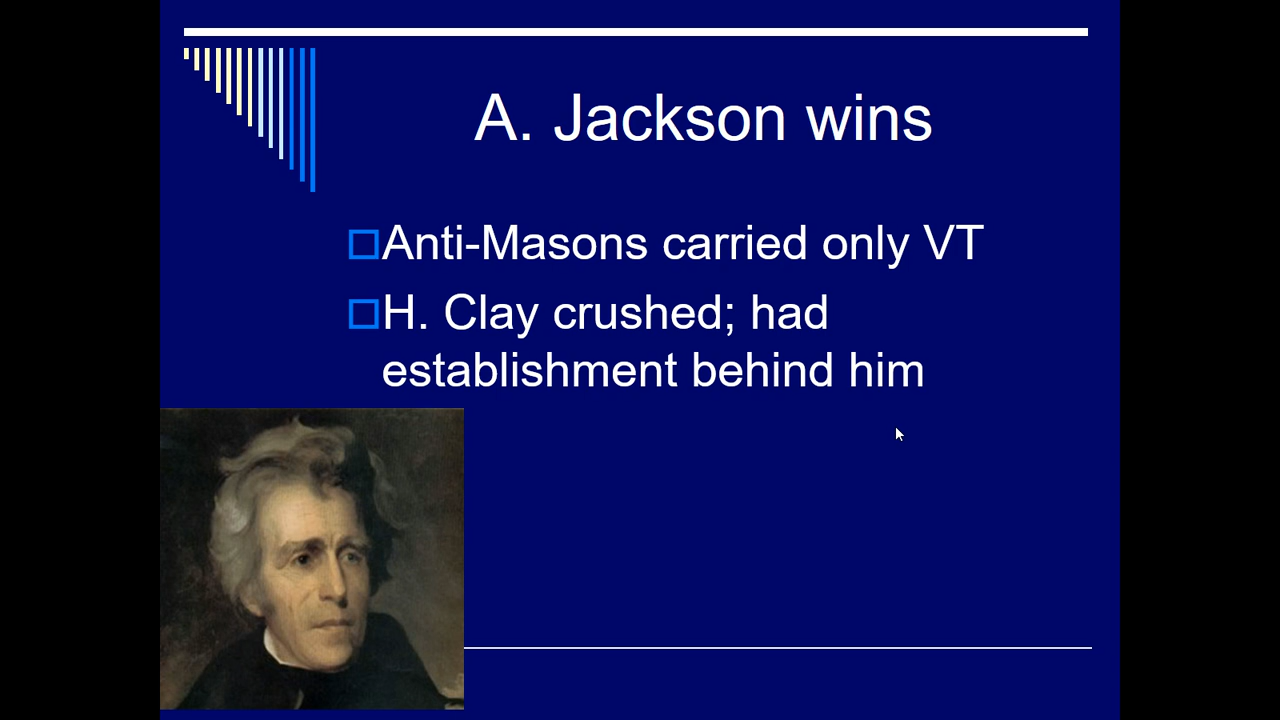 A. Jackson wins
Anti-Masons carried only VT
H. Clay crushed; had
establishment behind him